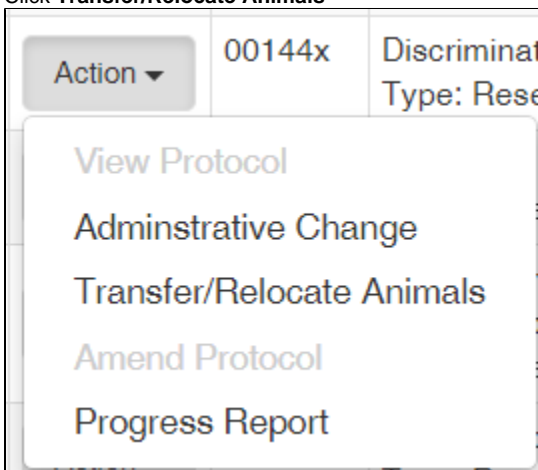 Click Transfer/Relocate Animals
Action 00144x Discriminat
Type: Rese
View Protocol
Adminstrative Change
Transfer/Relocate Animals
Amend Protocol
Progress Report